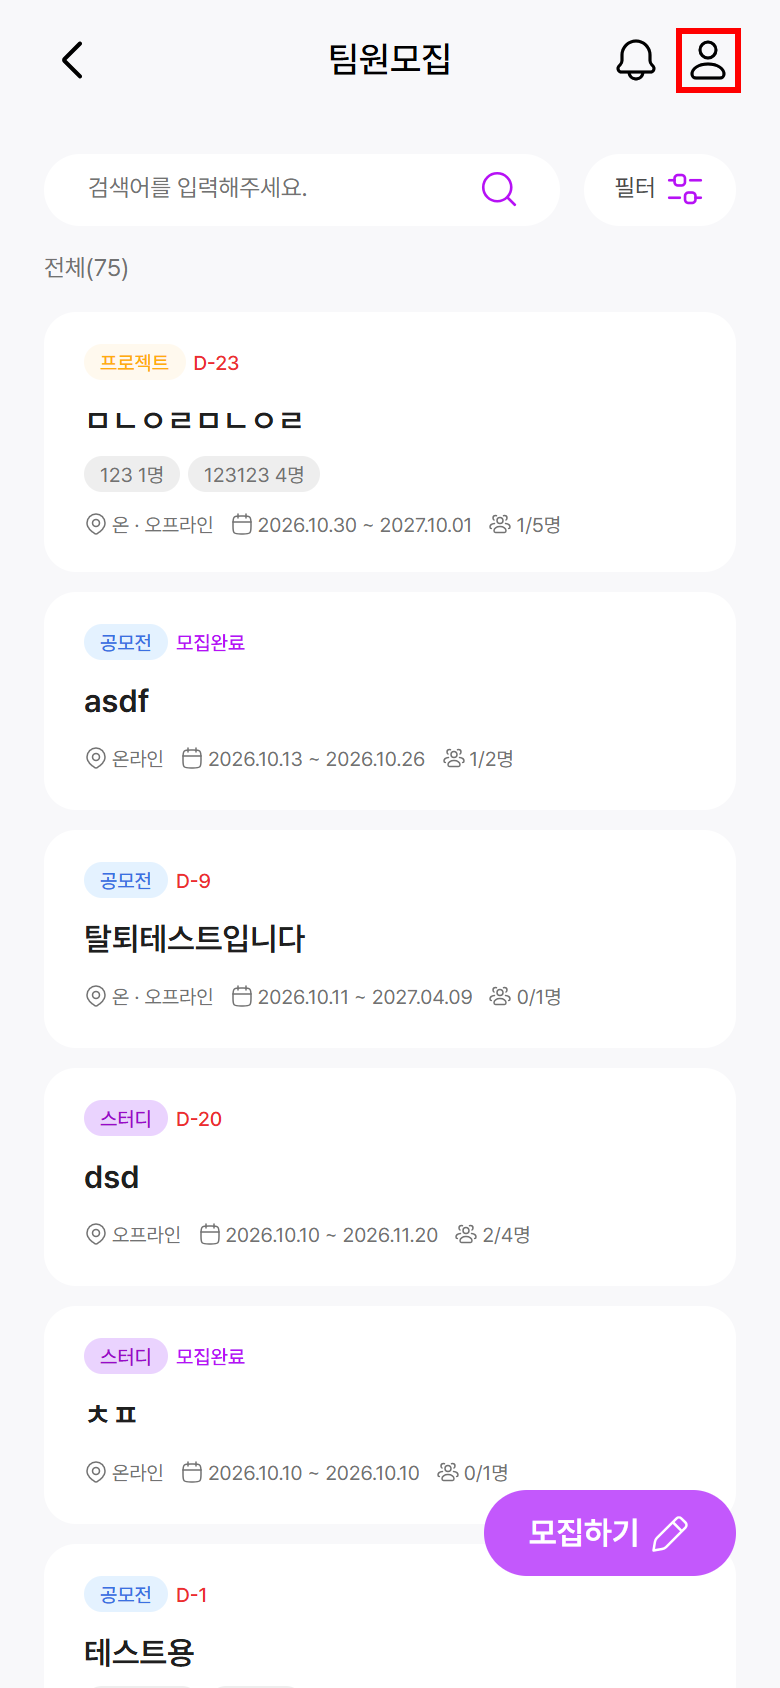 팀원모집
검색어를 입력해주세요.
필터
전체(75)
프로젝트 D-23
ㅁㄴㅇㄹㅁㄴㅇㄹ
123 1명 123123 4명
온 · 오프라인 2026.10.30 ~ 2027.10.01 1/5명
공모전 모집완료
asdf
온라인 2026.10.13 ~ 2026.10.26 1/2명
공모전 D-9
탈퇴테스트입니다
온 · 오프라인 2026.10.11 ~ 2027.04.09 0/1명
스터디 D-20
dsd
오프라인 2026.10.10 ~ 2026.11.20 2/4명
스터디 모집완료
ㅊㅍ
온라인 2026.10.10 ~ 2026.10.10 0/1명
모집하기
공모전 D-1
테스트용